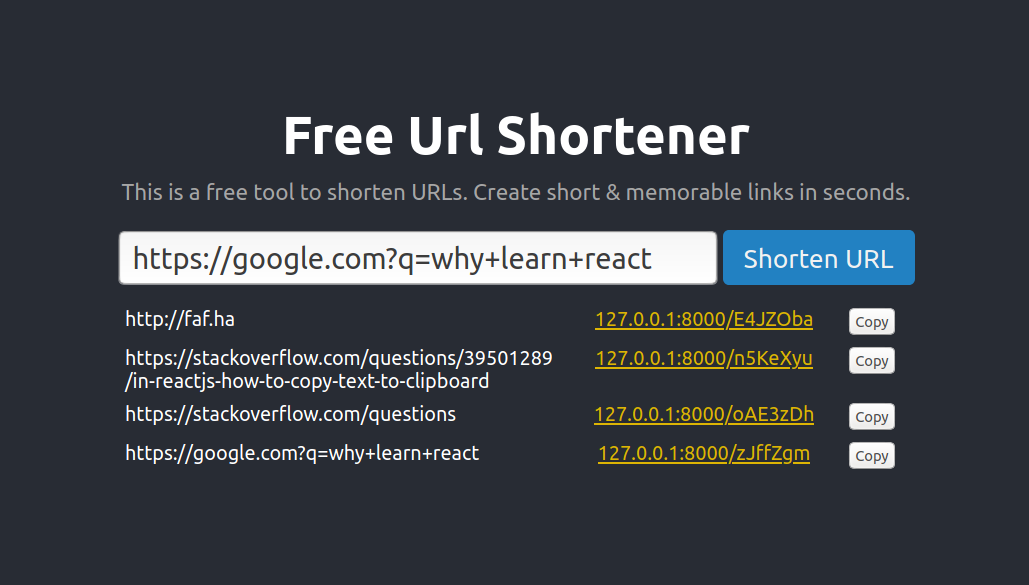 Free Url Shortener
This is a free tool to shorten URLs. Create short & memorable links in seconds.
https://google.com?q=why+learn+react Shorten URL
http://faf.ha 127.0.0.1:8000/E4JZOba Copy
https://stackoverflow.com/questions/39501289 127.0.0.1:8000/n5KeXyu Copy
/in-reactjs-how-to-copy-text-to-clipboard
https://stackoverflow.com/questions 127.0.0.1:8000/oAE3zDh Copy
https://google.com?q=why+learn+react 127.0.0.1:8000/zJffZgm Copy